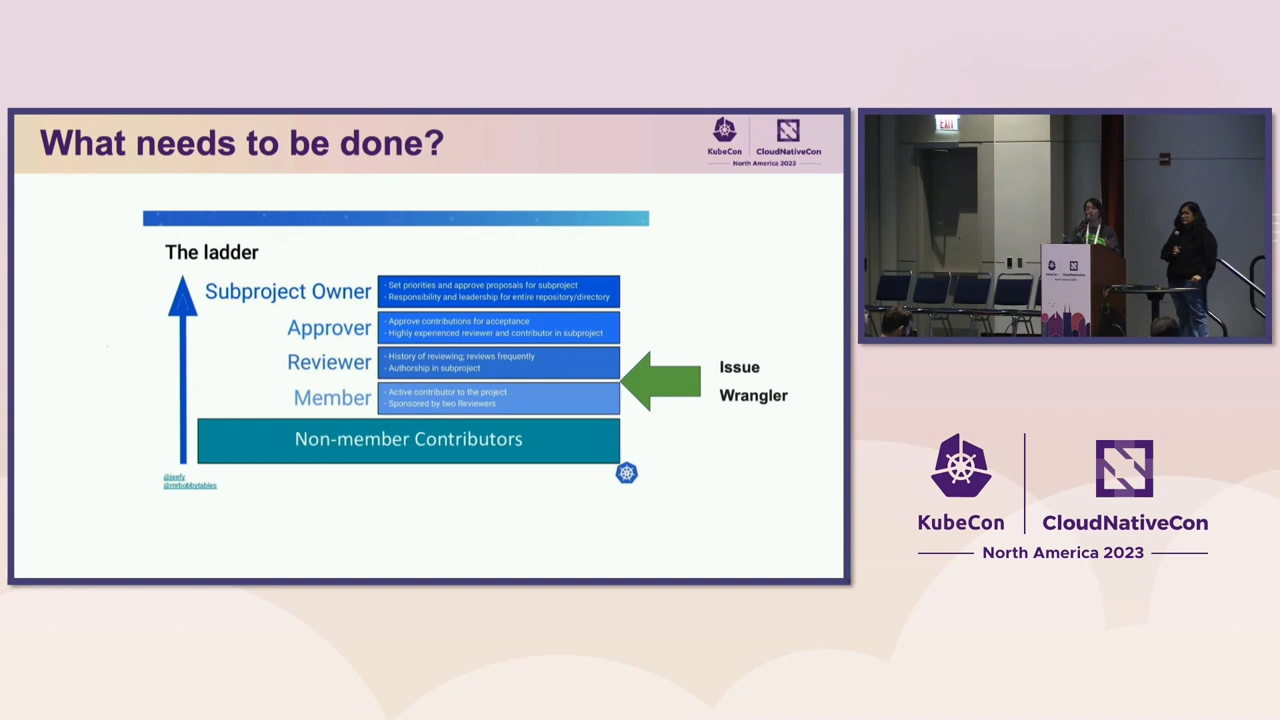 What needs to be done?
KubeCon
CloudNativeCon
North America 2023
The ladder
Subproject Owner
- Set priorities and approve proposals for subproject
- Responsibility and leadership for entire repository/directory
Approver
- Approve contributions for acceptance
- Highly experienced reviewer and contributor in subproject
Reviewer
- History of reviewing; reviews frequently
- Authorship in subproject
Member
- Active contributor to the project
- Sponsored by two Reviewers
Issue
Wrangler
Non-member Contributors
@jeefy
@mrbobbytables
EXIT
KubeCon
CloudNativeCon
North America 2023